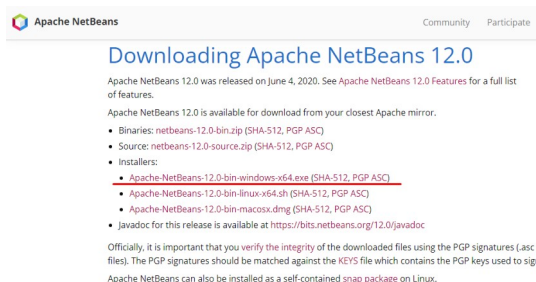 Apache NetBeans Community Participate
Downloading Apache NetBeans 12.0
Apache NetBeans 12.0 was released on June 4, 2020. See Apache NetBeans 12.0 Features for a full list
of features.
Apache NetBeans 12.0 is available for download from your closest Apache mirror.
• Binaries: netbeans-12.0-bin.zip (SHA-512, PGP ASC)
• Source: netbeans-12.0-source.zip (SHA-512, PGP ASC)
• Installers:
• Apache-NetBeans-12.0-bin-windows-x64.exe (SHA-512, PGP ASC)
• Apache-NetBeans-12.0-bin-linux-x64.sh (SHA-512, PGP ASC)
• Apache-NetBeans-12.0-bin-macosx.dmg (SHA-512, PGP ASC)
• Javadoc for this release is available at https://bits.netbeans.org/12.0/javadoc
Officially, it is important that you verify the integrity of the downloaded files using the PGP signatures (.asc
files). The PGP signatures should be matched against the KEYS file which contains the PGP keys used to sig
Apache NetBeans can also be installed as a self-contained snap package on Linux.